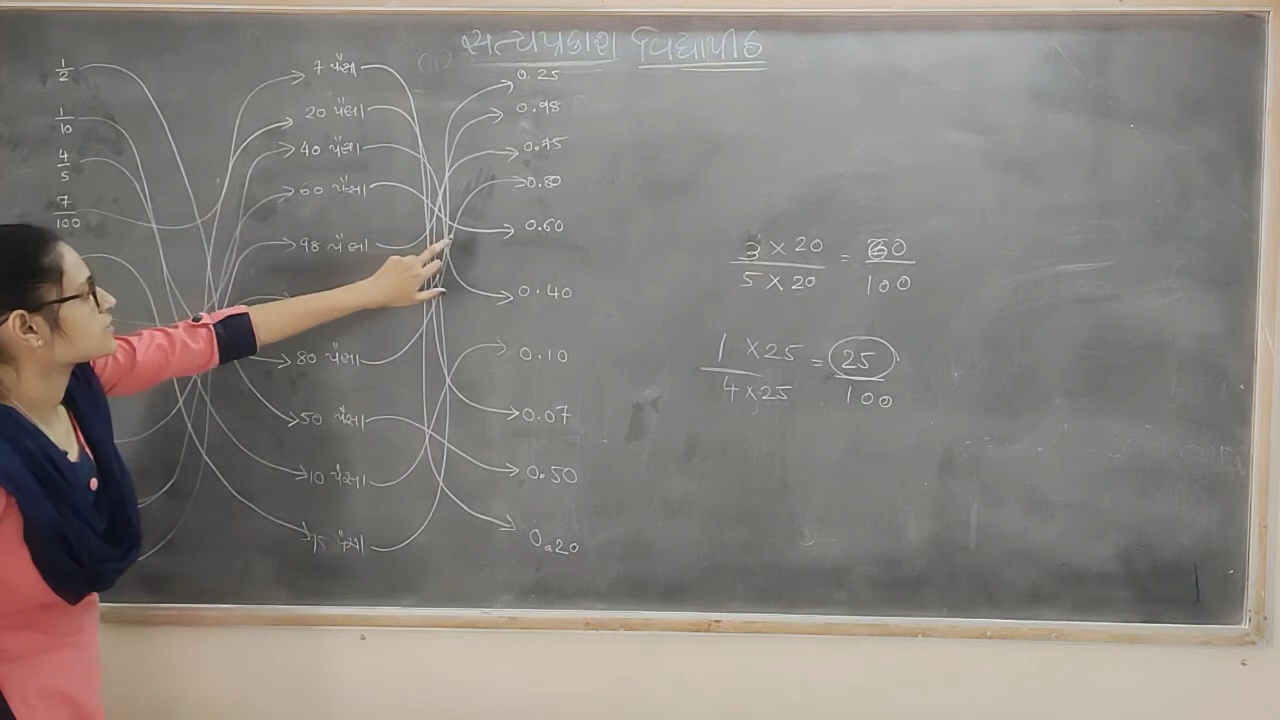 સત્યપ્રકાશ વિદ્યાપીઠ
1/2 7 પૈસા 0.25
1/10 20 પૈસા 0.98
4/5 40 પૈસા 0.75
7/100 60 પૈસા 0.80
98 પૈસા 0.60
0.40
80 પૈસા 0.10
50 પૈસા 0.07
10 પૈસા 0.50
75 પૈસા 0.20
3 × 20 / 5 × 20 = 60 / 100
1 × 25 / 4 × 25 = 25 / 100